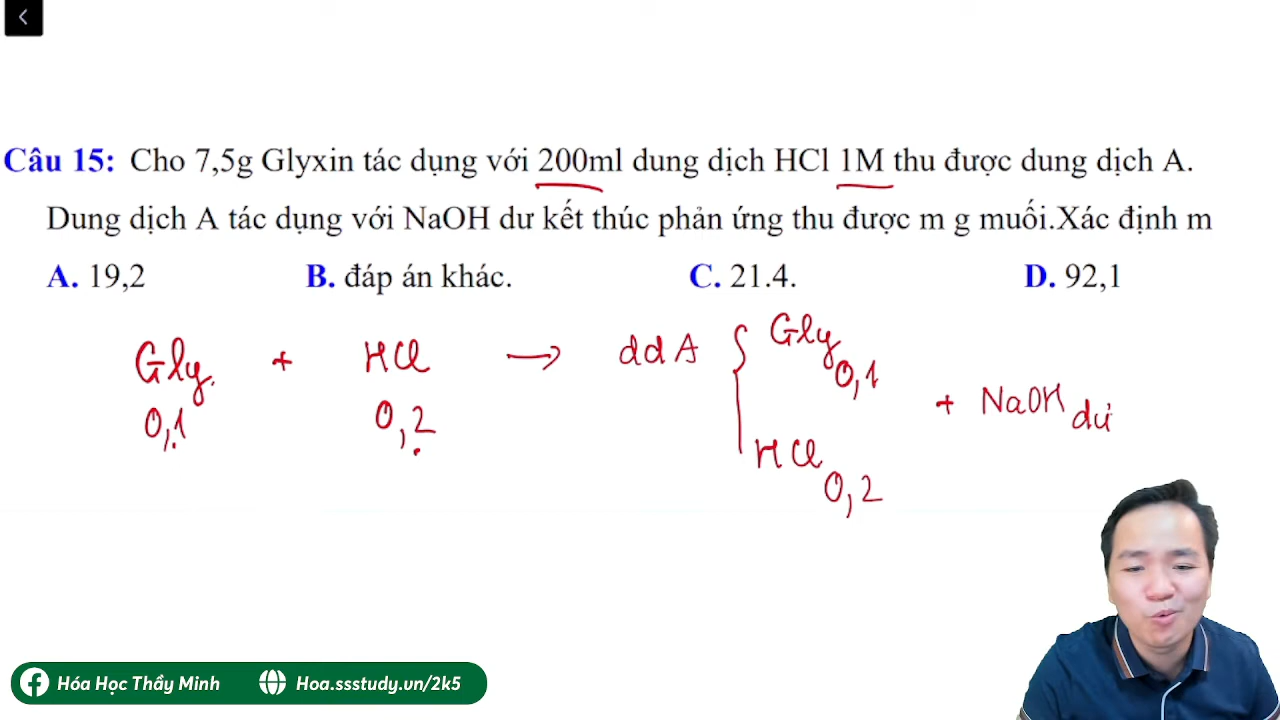 Câu 15: Cho 7,5g Glyxin tác dụng với 200ml dung dịch HCl 1M thu được dung dịch A.
Dung dịch A tác dụng với NaOH dư kết thúc phản ứng thu được m g muối.Xác định m
A. 19,2 B. đáp án khác. C. 21.4. D. 92,1
Gly + HCl → ddA { Gly 0,1
0,1 0,2 + NaOH dư
HCl 0,2
Hóa Học Thầy Minh Hoa.ssstudy.vn/2k5